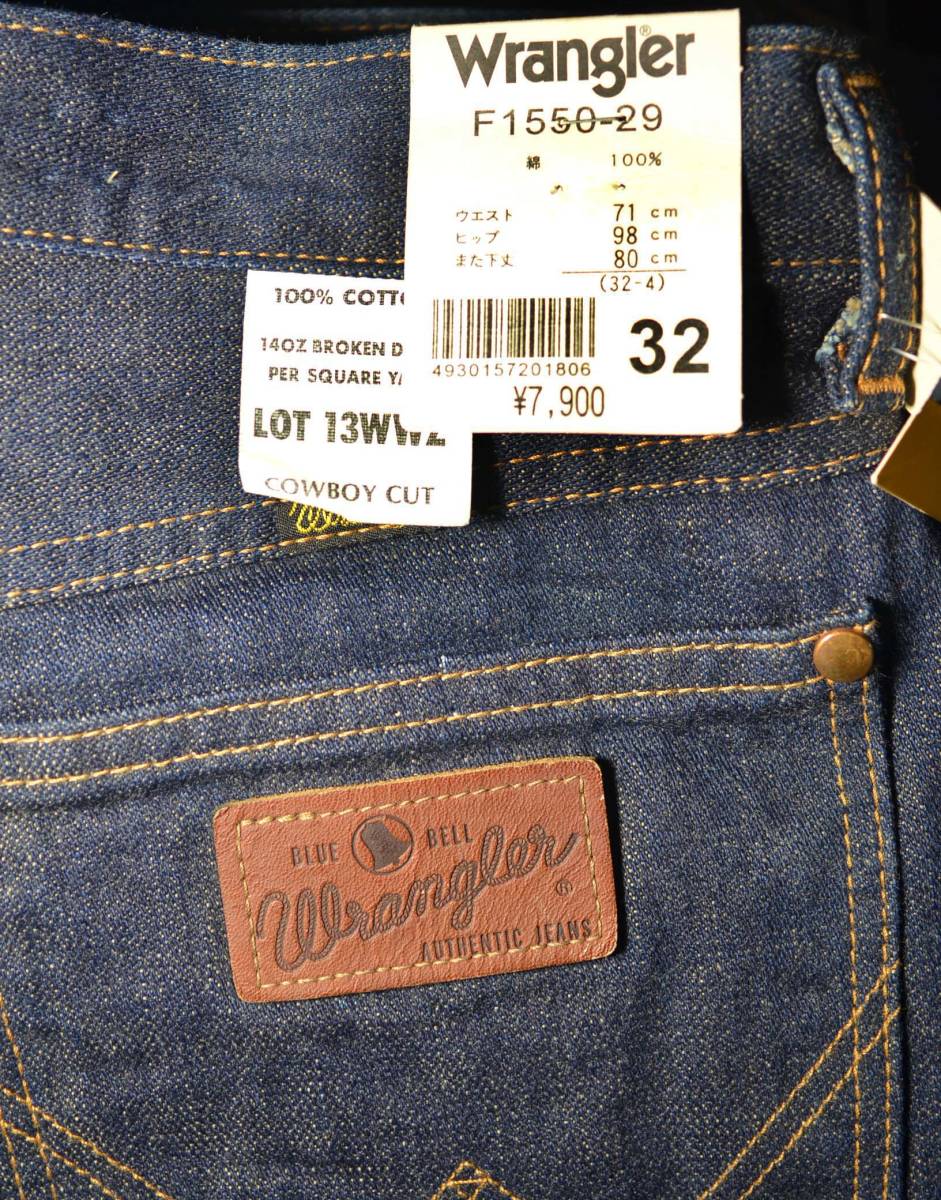 Wrangler®
F1550-29
綿 100%
ウエスト 71 cm
ヒップ 98 cm
また下丈 80 cm
(32-4)
4930157201806
32
¥7,900
100% COTT
14OZ BROKEN D
PER SQUARE YA
LOT 13WWZ
COWBOY CUT
BLUE BELL
Wrangler®
AUTHENTIC JEANS